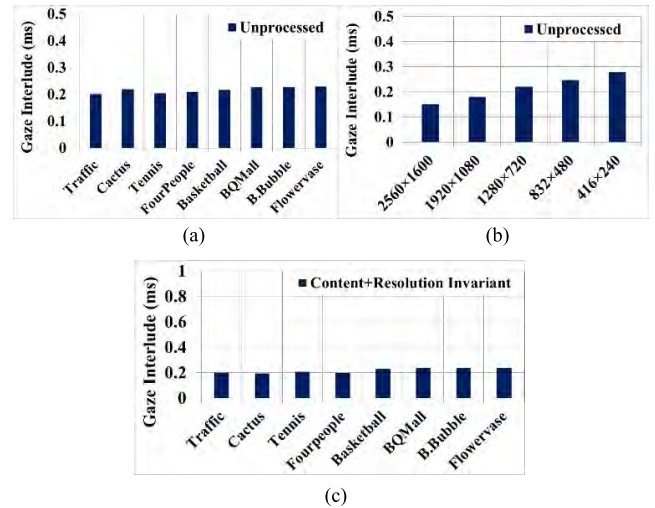 Gaze Interlude (ms)
0.5
0.4
0.3
0.2
0.1
0
Unprocessed
Traffic
Cactus
Tennis
FourPeople
Basketball
BQMall
B.Bubble
Flowervase
(a)
Gaze Interlude (ms)
0.5
0.4
0.3
0.2
0.1
0
Unprocessed
2560×1600
1920×1080
1280×720
832×480
416×240
(b)
Gaze Interlude (ms)
1
0.8
0.6
0.4
0.2
0
Content+Resolution Invariant
Traffic
Cactus
Tennis
Fourpeople
Basketball
BQMall
B.Bubble
Flowervase
(c)